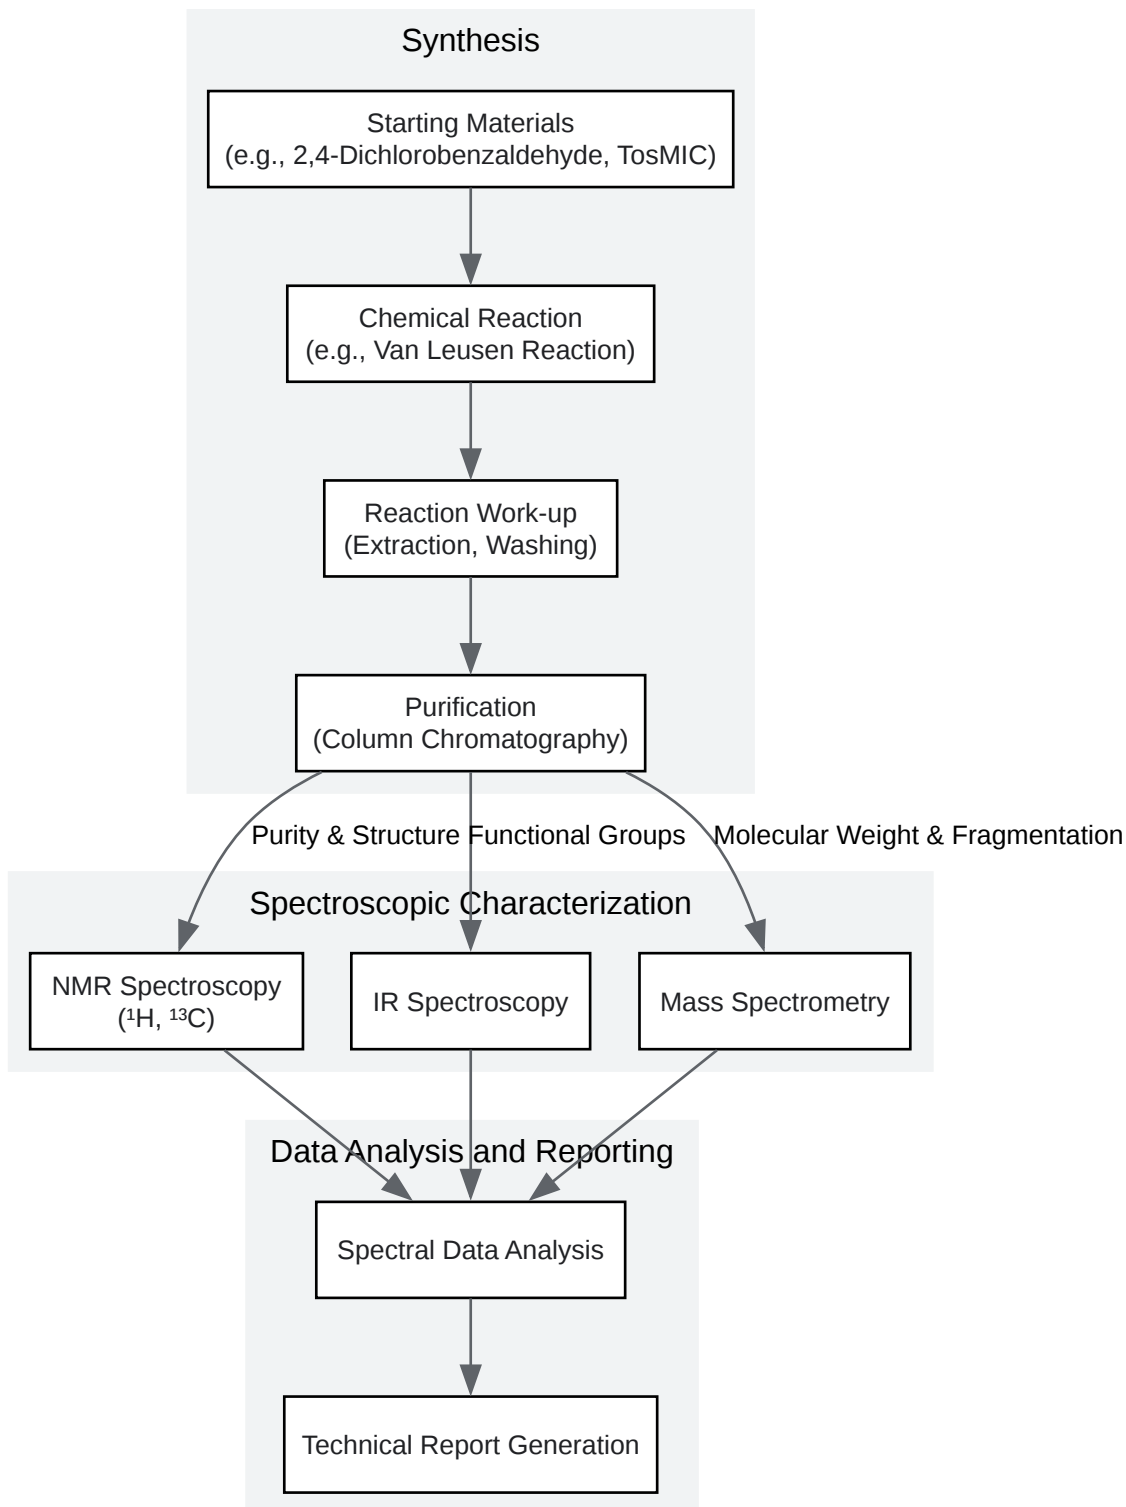 Synthesis
Starting Materials
(e.g., 2,4-Dichlorobenzaldehyde, TosMIC)
Chemical Reaction
(e.g., Van Leusen Reaction)
Reaction Work-up
(Extraction, Washing)
Purification
(Column Chromatography)
Purity & Structure
Functional Groups
Molecular Weight & Fragmentation
Spectroscopic Characterization
NMR Spectroscopy
(¹H, ¹³C)
IR Spectroscopy
Mass Spectrometry
Data Analysis and Reporting
Spectral Data Analysis
Technical Report Generation